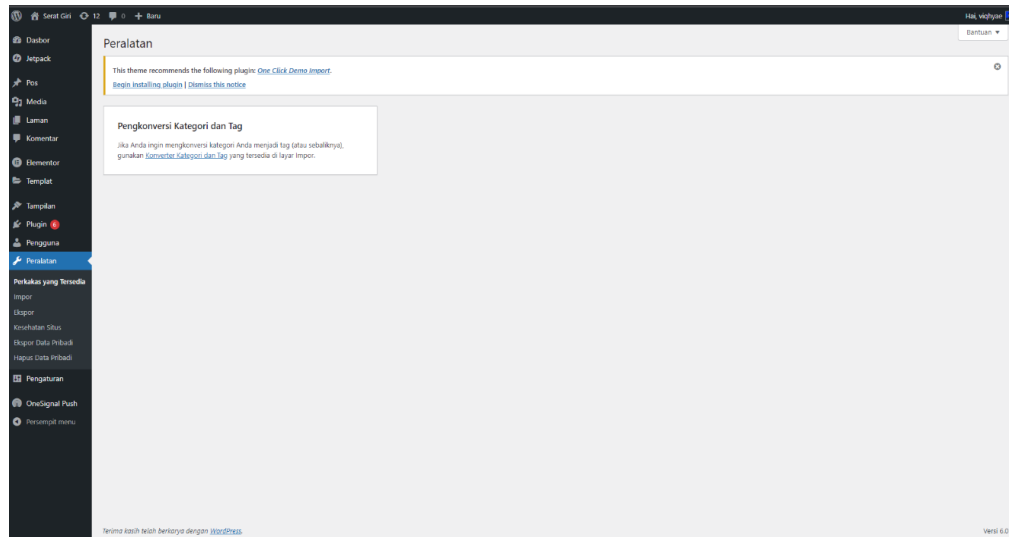 Serat Giri 12 0 + Baru Hai, viqhyae
Bantuan ▼
Dasbor
Jetpack
Pos
Media
Laman
Komentar
Elementor
Templat
Tampilan
Plugin 6
Pengguna
Peralatan
Perkakas yang Tersedia
Impor
Ekspor
Kesehatan Situs
Ekspor Data Pribadi
Hapus Data Pribadi
Pengaturan
OneSignal Push
Persempit menu
Peralatan
This theme recommends the following plugin: One Click Demo Import.
Begin installing plugin | Dismiss this notice
Pengkonversi Kategori dan Tag
Jika Anda ingin mengkonversi kategori Anda menjadi tag (atau sebaliknya),
gunakan Konverter Kategori dan Tag yang tersedia di layar Impor.
Terima kasih telah berkarya dengan WordPress.
Versi 6.0